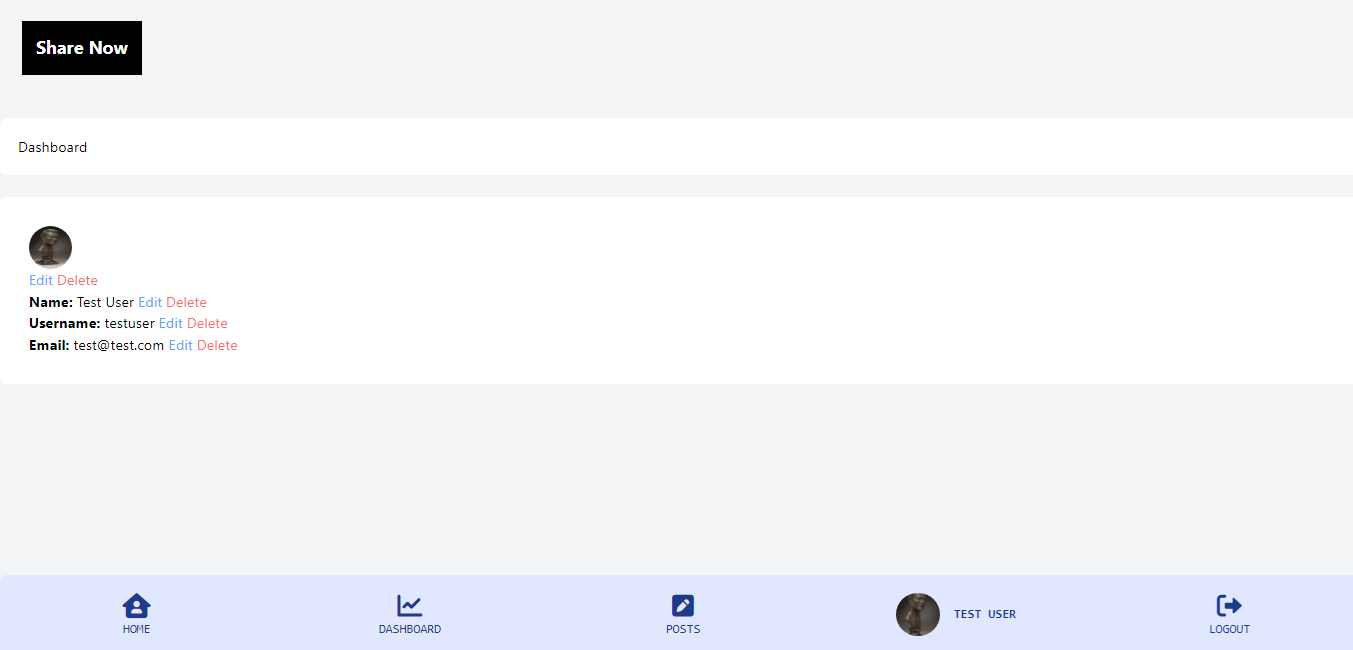 Share Now
Dashboard
Edit Delete
Name: Test User Edit Delete
Username: testuser Edit Delete
Email: test@test.com Edit Delete
HOME
DASHBOARD
POSTS
TEST USER
LOGOUT